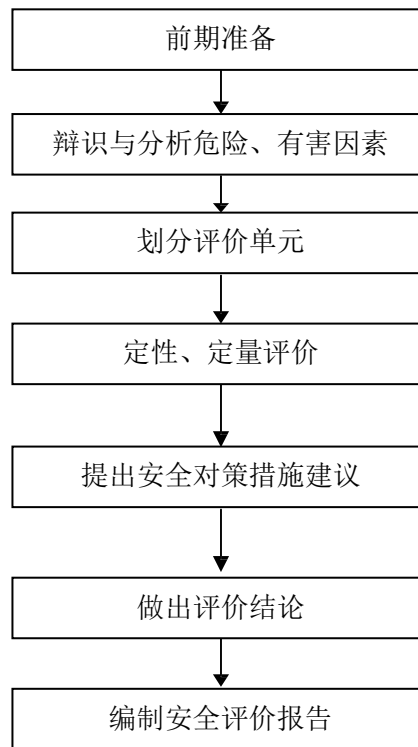 前期准备
辩识与分析危险、有害因素
划分评价单元
定性、定量评价
提出安全对策措施建议
做出评价结论
编制安全评价报告